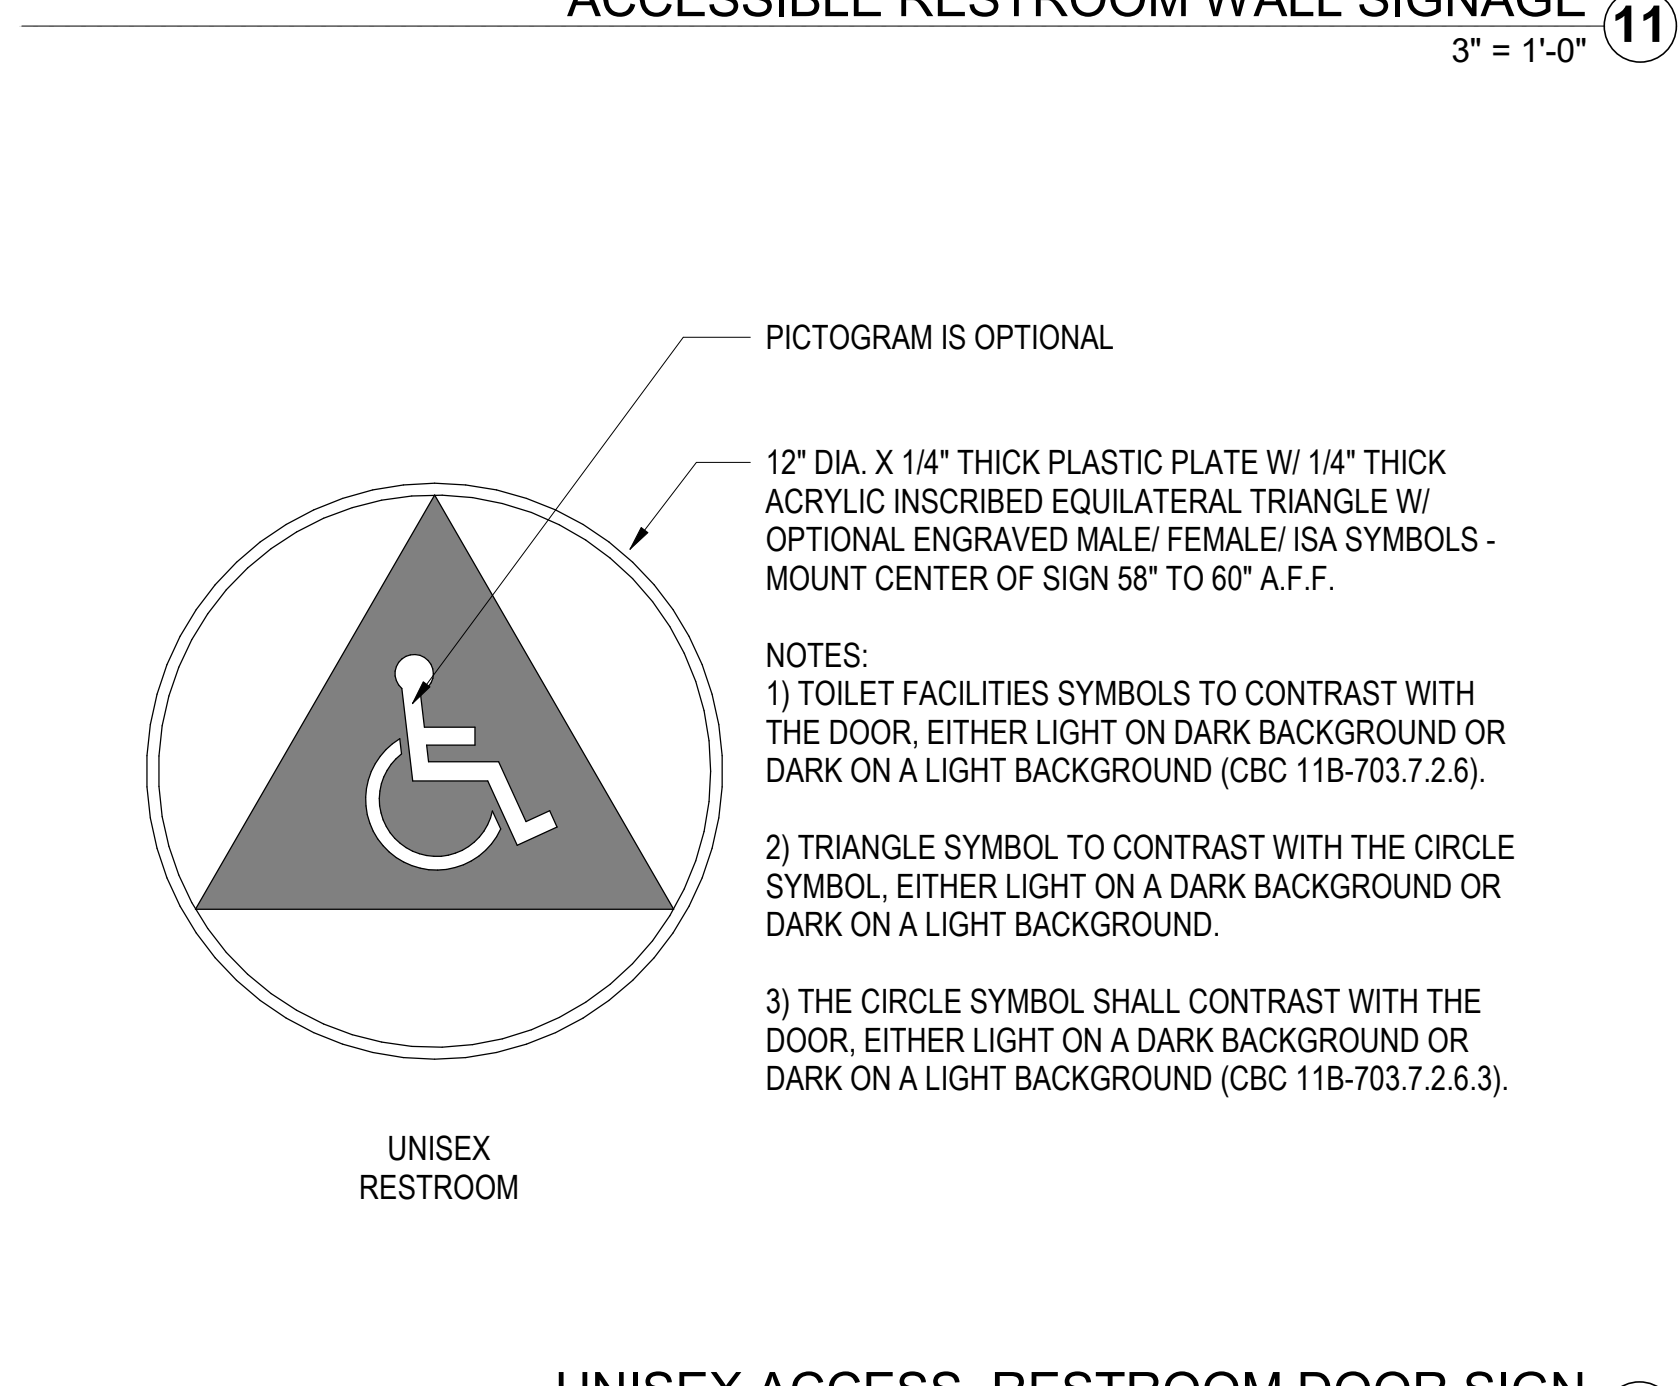 ACCESSIBLE RESTROOM WALL SIGNAGE
11
3" = 1'-0"
PICTOGRAM IS OPTIONAL
12" DIA. X 1/4" THICK PLASTIC PLATE W/ 1/4" THICK
ACRYLIC INSCRIBED EQUILATERAL TRIANGLE W/
OPTIONAL ENGRAVED MALE/ FEMALE/ ISA SYMBOLS -
MOUNT CENTER OF SIGN 58" TO 60" A.F.F.
NOTES:
1) TOILET FACILITIES SYMBOLS TO CONTRAST WITH
THE DOOR, EITHER LIGHT ON DARK BACKGROUND OR
DARK ON A LIGHT BACKGROUND (CBC 11B-703.7.2.6).
2) TRIANGLE SYMBOL TO CONTRAST WITH THE CIRCLE
SYMBOL, EITHER LIGHT ON A DARK BACKGROUND OR
DARK ON A LIGHT BACKGROUND.
3) THE CIRCLE SYMBOL SHALL CONTRAST WITH THE
DOOR, EITHER LIGHT ON A DARK BACKGROUND OR
DARK ON A LIGHT BACKGROUND (CBC 11B-703.7.2.6.3).
UNISEX
RESTROOM
UNISEX ACCESS. RESTROOM DOOR SIGN